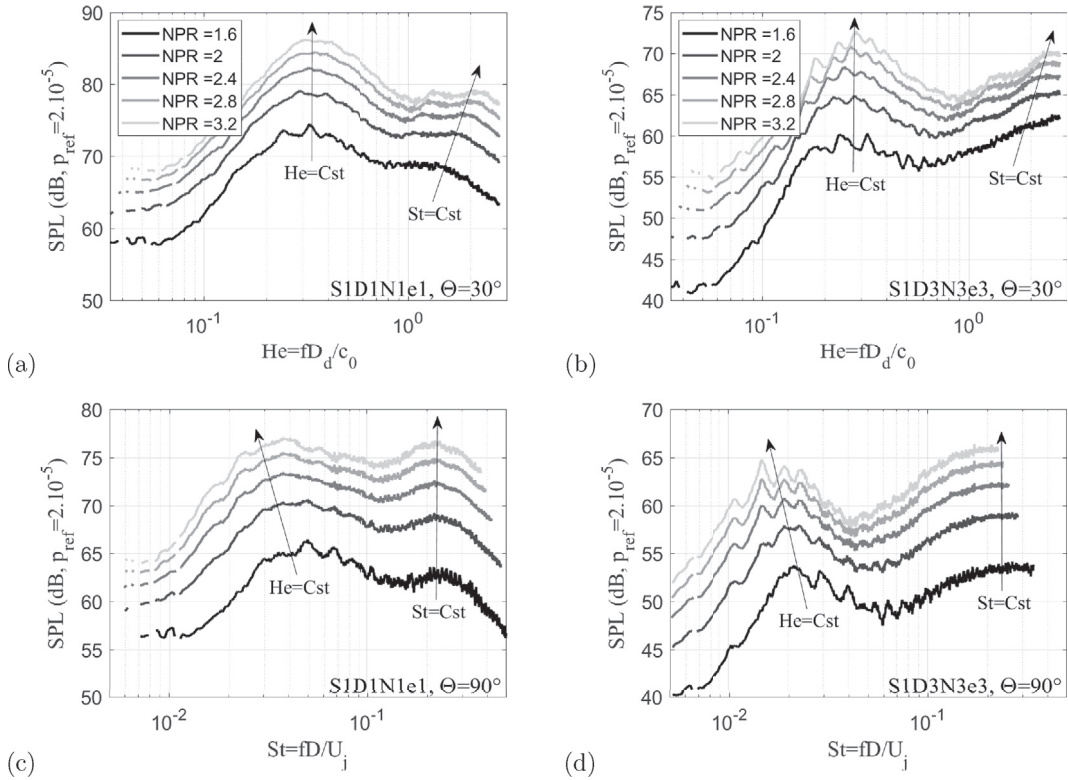 90
80
70
60
50
SPL (dB, p_ref=2.10^-5)
NPR =1.6
NPR =2
NPR =2.4
NPR =2.8
NPR =3.2
He=Cst
St=Cst
S1D1N1e1, Θ=30°
10^-1
10^0
He=fD_d/c_0
(a)
75
70
65
60
55
50
45
40
SPL (dB, p_ref=2.10^-5)
NPR =1.6
NPR =2
NPR =2.4
NPR =2.8
NPR =3.2
He=Cst
St=Cst
S1D3N3e3, Θ=30°
10^-1
10^0
He=fD_d/c_0
(b)
80
75
70
65
60
55
50
SPL (dB, p_ref=2.10^-5)
He=Cst
St=Cst
S1D1N1e1, Θ=90°
10^-2
10^-1
St=fD/U_j
(c)
70
65
60
55
50
45
40
SPL (dB, p_ref=2.10^-5)
He=Cst
St=Cst
S1D3N3e3, Θ=90°
10^-2
10^-1
St=fD/U_j
(d)